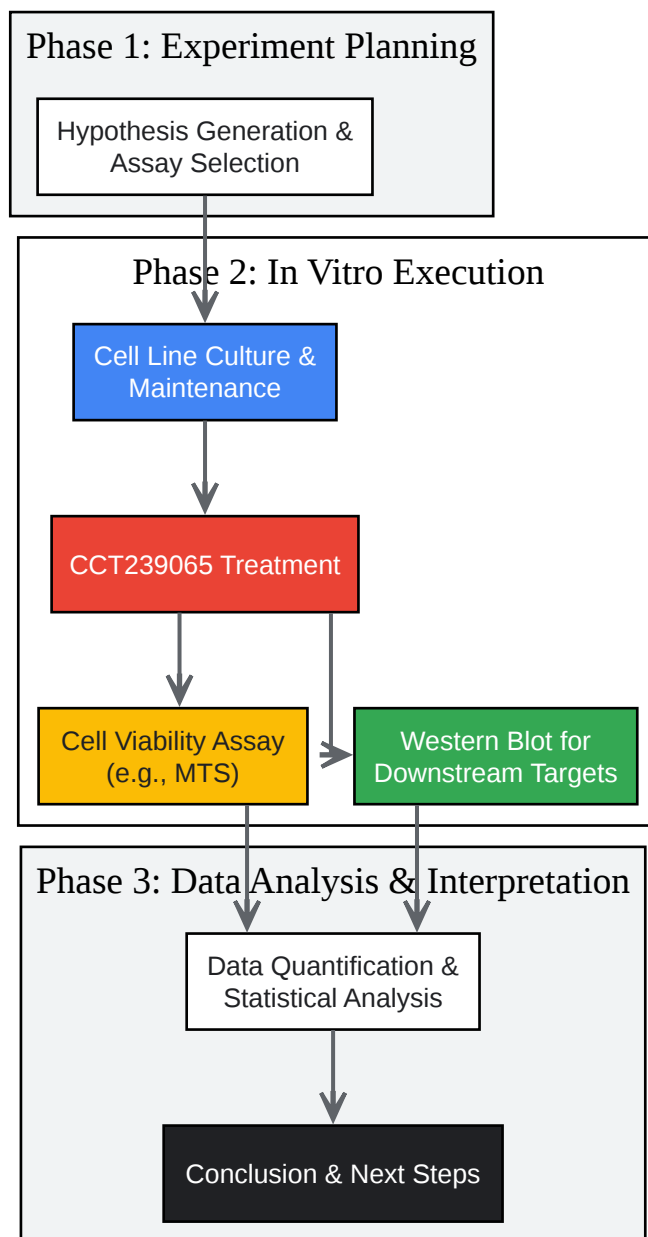 Phase 1: Experiment Planning
Hypothesis Generation &
Assay Selection
Phase 2: In Vitro Execution
Cell Line Culture &
Maintenance
CCT239065 Treatment
Cell Viability Assay
(e.g., MTS)
Western Blot for
Downstream Targets
Phase 3: Data Analysis & Interpretation
Data Quantification &
Statistical Analysis
Conclusion & Next Steps